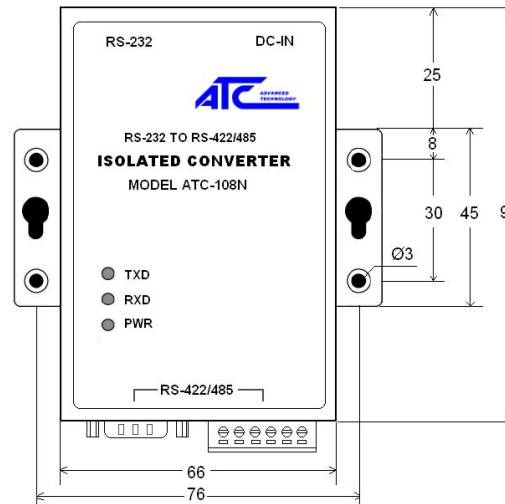 RS-232 DC-IN
ATC ADVANCED
TECHNOLOGY
RS-232 TO RS-422/485
ISOLATED CONVERTER
MODEL ATC-108N
TXD
RXD
PWR
RS-422/485
25
8
30 45 9
Ø3
66
76